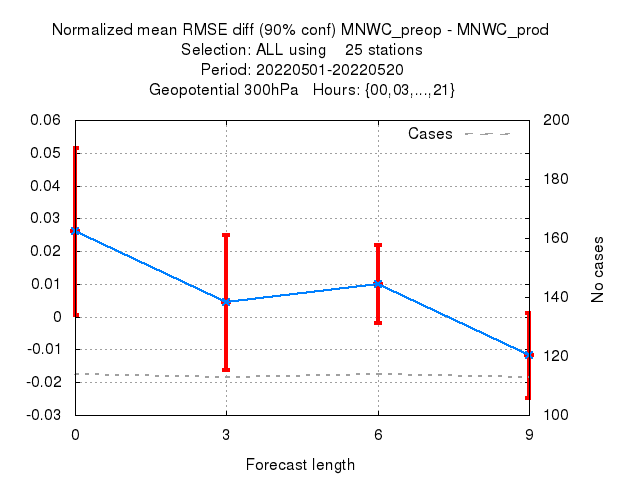 Normalized mean RMSE diff (90% conf) MNWC_preop - MNWC_prod
Selection: ALL using    25 stations
Period: 20220501-20220520
Geopotential 300hPa   Hours: {00,03,...,21}
Cases
0.06
0.05
0.04
0.03
0.02
0.01
0
-0.01
-0.02
-0.03
200
180
160
140
120
100
No cases
0 3 6 9
Forecast length